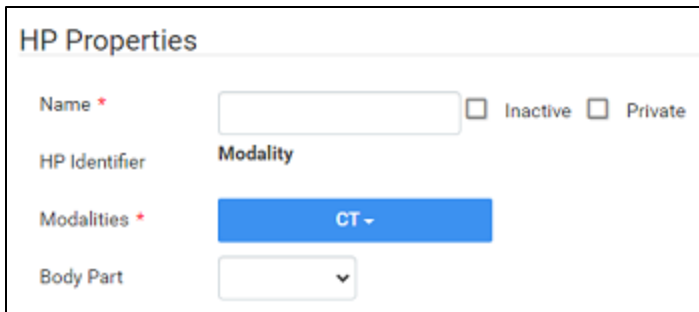 HP Properties
Name * Inactive Private
HP Identifier Modality
Modalities * CT
Body Part